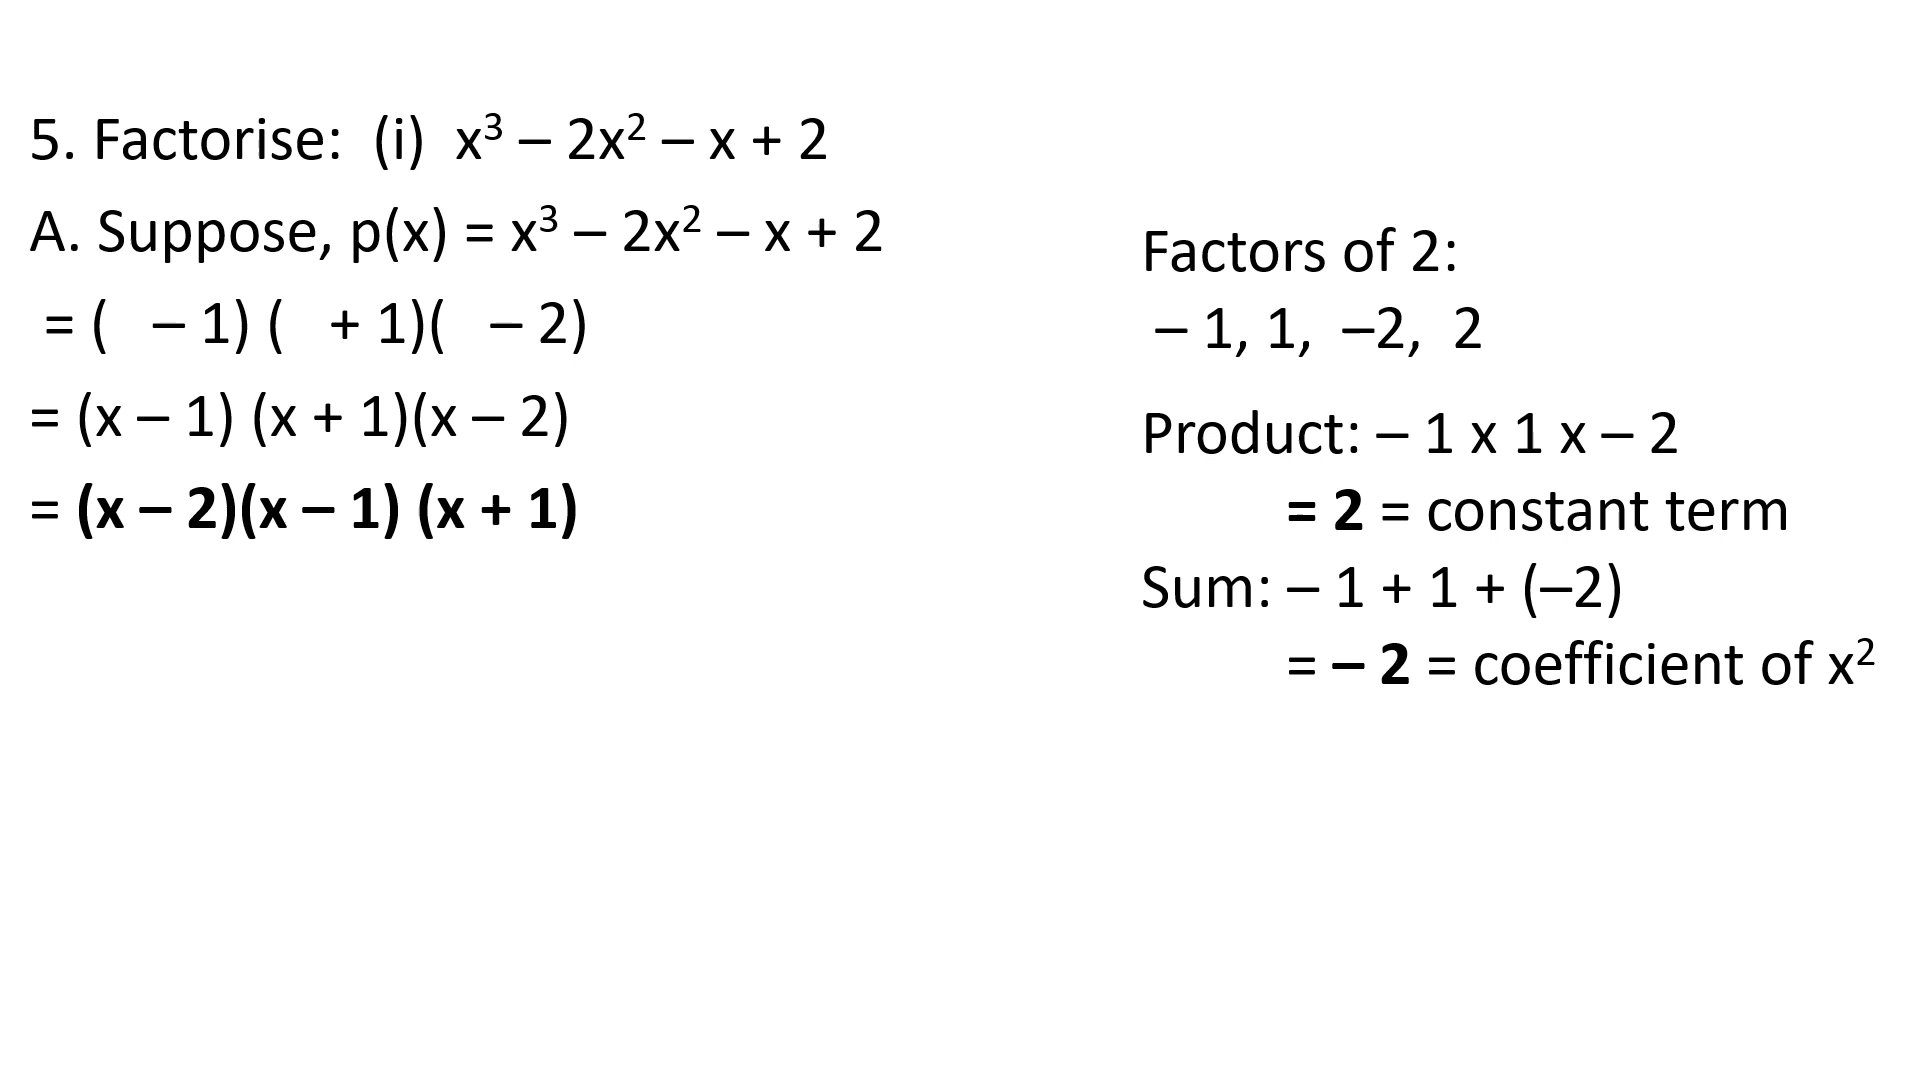 5. Factorise:  (i)  x³ – 2x² – x + 2
A. Suppose, p(x) = x³ – 2x² – x + 2
= (   – 1) (   + 1)(   – 2)
= (x – 1) (x + 1)(x – 2)
= (x – 2)(x – 1) (x + 1)
Factors of 2:
– 1, 1,  –2,  2
Product: – 1 x 1 x – 2
= 2 = constant term
Sum: – 1 + 1 + (–2)
= – 2 = coefficient of x²